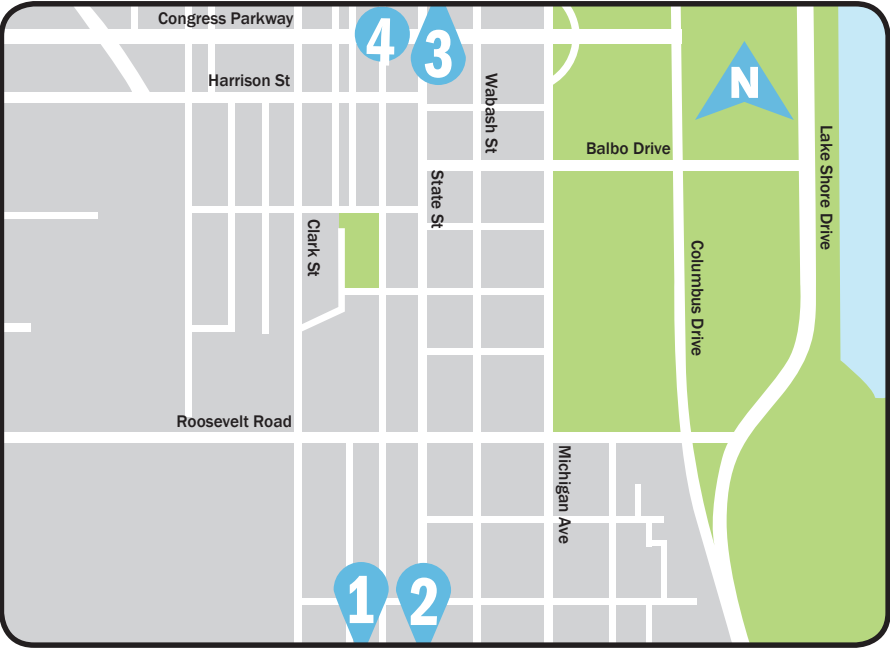 Congress Parkway
4
3
N
Harrison St
Wabash St
Balbo Drive
Lake Shore Drive
State St
Clark St
Columbus Drive
Roosevelt Road
Michigan Ave
1
2